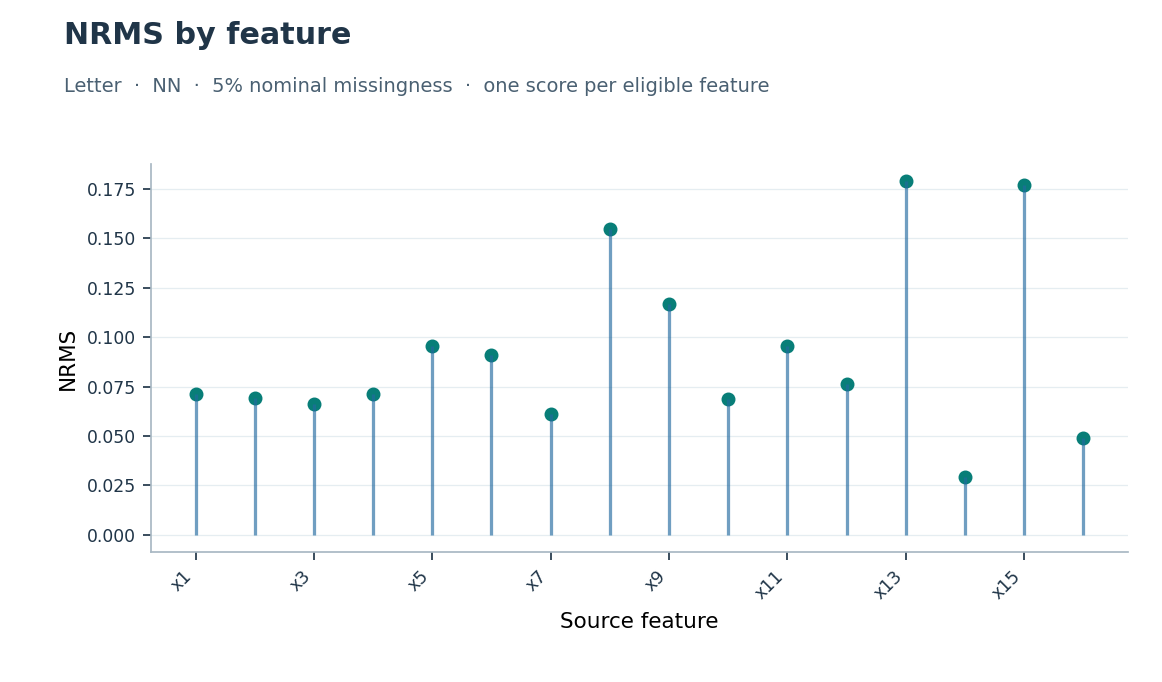 NRMS by feature
Letter · NN · 5% nominal missingness · one score per eligible feature
NRMS
0.175
0.150
0.125
0.100
0.075
0.050
0.025
0.000
x1
x3
x5
x7
x9
x11
x13
x15
Source feature